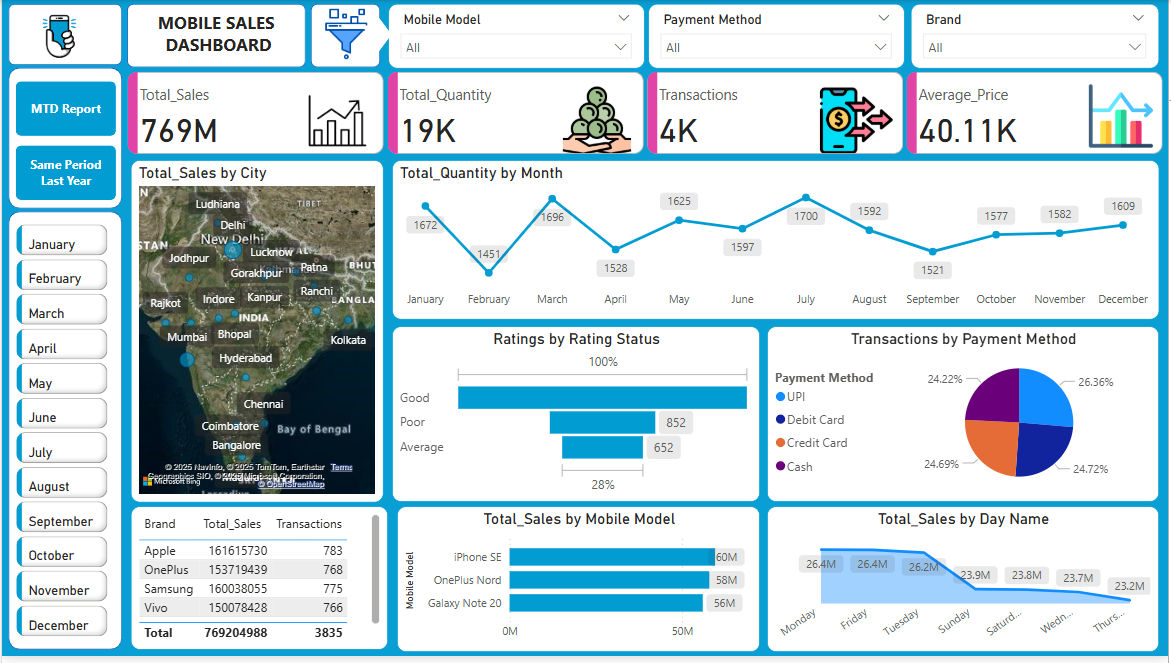 MOBILE SALES
DASHBOARD
Mobile Model
All
Payment Method
All
Brand
All
MTD Report
Same Period
Last Year
January
February
March
April
May
June
July
August
September
October
November
December
Total_Sales
769M
Total_Quantity
19K
Transactions
4K
Average_Price
40.11K
Total_Sales by City
N
TIBET
Ludhiana
Delhi
New Delhi
STAN
Jodhpur
Lucknow
PAL
Gorakhpur
Patna
BHUT
Rajkot
Indore
Kanpur
Ranchi
BANGLA
INDIA
Mumbai
Bhopal
Kolkata
Hyderabad
Chennai
Coimbatore
Bay of Bengal
Bangalore
© 2025 NavInfo, © 2025 TomTom, Earthstar
Terms
Geographics SIO, © 2025 Microsoft Corporation,
Microsoft Bing
© OpenStreetMap
Total_Quantity by Month
1672
1451
1696
1528
1625
1597
1700
1592
1521
1577
1582
1609
January
February
March
April
May
June
July
August
September
October
November
December
Ratings by Rating Status
100%
Good
Poor
852
Average
652
28%
Transactions by Payment Method
Payment Method
UPI
Debit Card
Credit Card
Cash
24.22%
26.36%
24.69%
24.72%
Brand Total_Sales Transactions
Apple 161615730 783
OnePlus 153719439 768
Samsung 160038055 775
Vivo 150078428 766
Total 769204988 3835
Total_Sales by Mobile Model
Mobile Model
iPhone SE 60M
OnePlus Nord 58M
Galaxy Note 20 56M
0M 50M
Total_Sales by Day Name
26.4M
26.4M
26.2M
23.9M
23.8M
23.7M
23.2M
Monday
Friday
Tuesday
Sunday
Saturd...
Wedn...
Thurs...